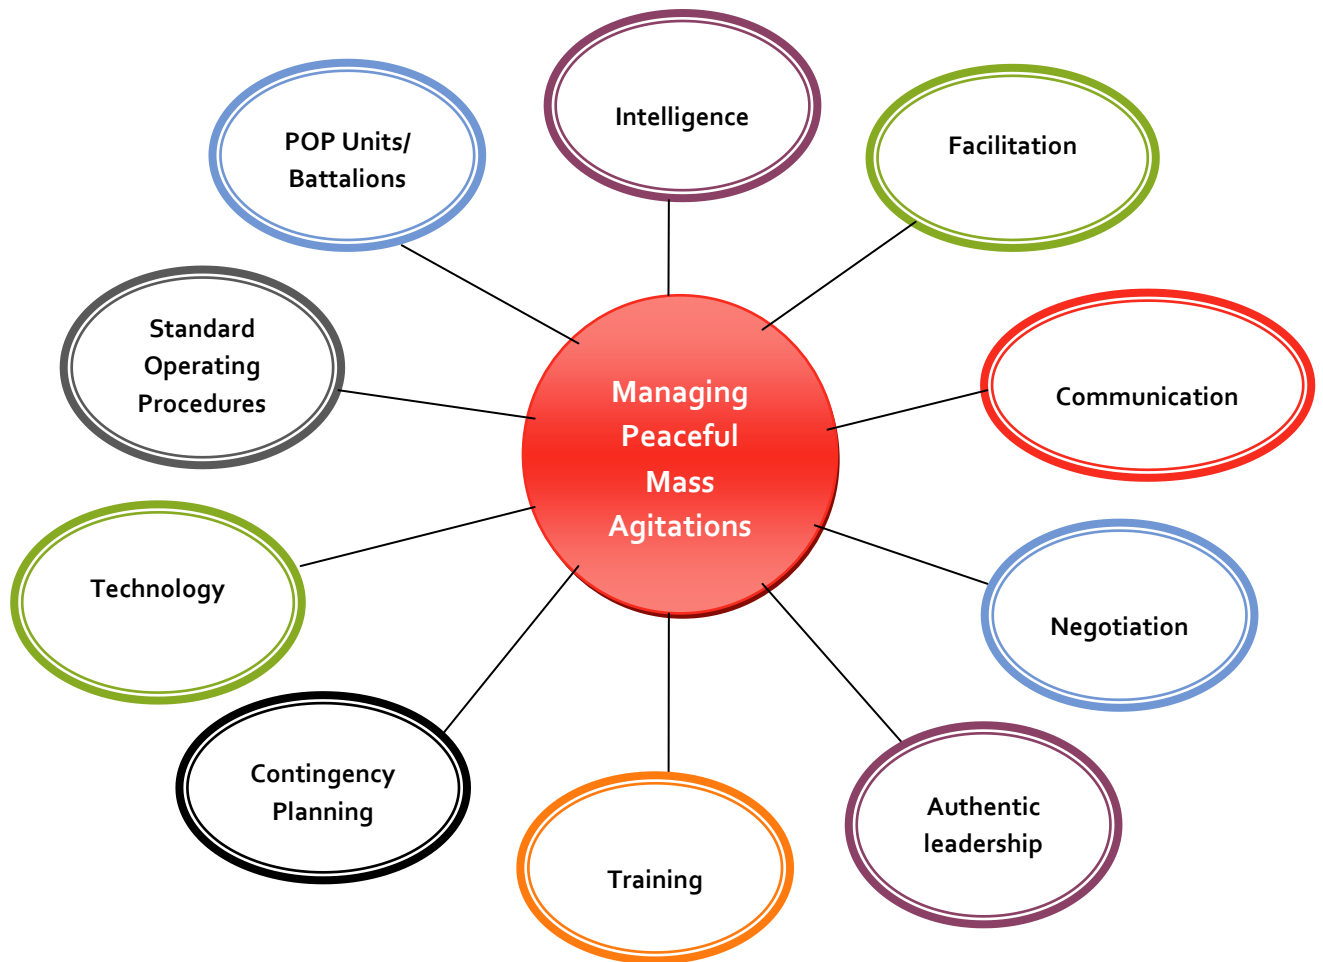 Intelligence
POP Units/
Battalions
Facilitation
Standard
Operating
Procedures
Managing
Peaceful
Mass
Agitations
Communication
Technology
Negotiation
Contingency
Planning
Authentic
leadership
Training